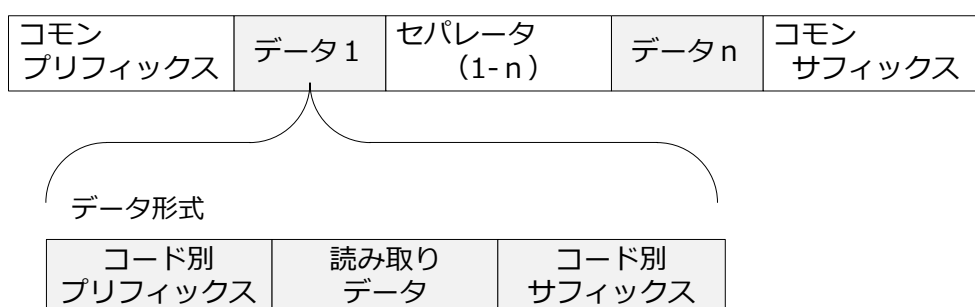 コモン
プリフィックス
データ1
セパレータ
（1-n）
データn
コモン
サフィックス
データ形式
コード別
プリフィックス
読み取り
データ
コード別
サフィックス